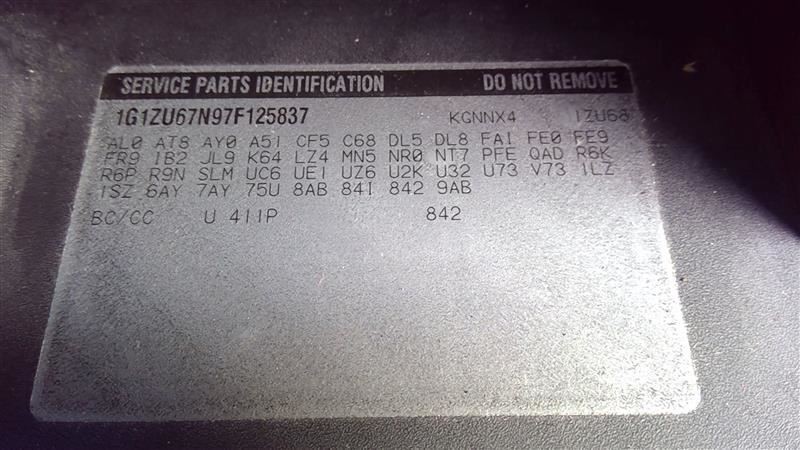 SERVICE PARTS IDENTIFICATION DO NOT REMOVE
1G1ZU67N97F125837 KGNNX4 1ZU68
AL0 AT8 AY0 A51 CF5 C68 DL5 DL8 FAI FE0 FE9
FR9 IB2 JL9 K64 LZ4 MN5 NR0 NT7 PFE QAD R6K
R6P R9N SLM UC6 UE1 UZ6 U2K U32 U73 V73 1LZ
1SZ 6AY 7AY 75U 8AB 841 842 9AB
BC/CC U 411P 842